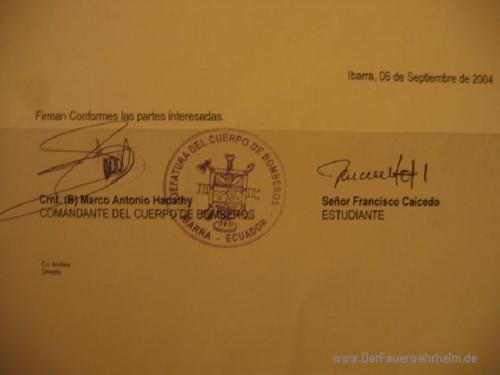 Ibarra, 06 de Septiembre de 2004
Firman Conformes las partes interesadas.
JEFATURA DEL CUERPO DE BOMBEROS
IBARRA - ECUADOR -
Crnl. (B) Marco Antonio Hadathy
COMANDANTE DEL CUERPO DE BOMBEROS
Señor Francisco Caicedo
ESTUDIANTE
C.c: Archivo
www.DerFeuerwehrhelm.de